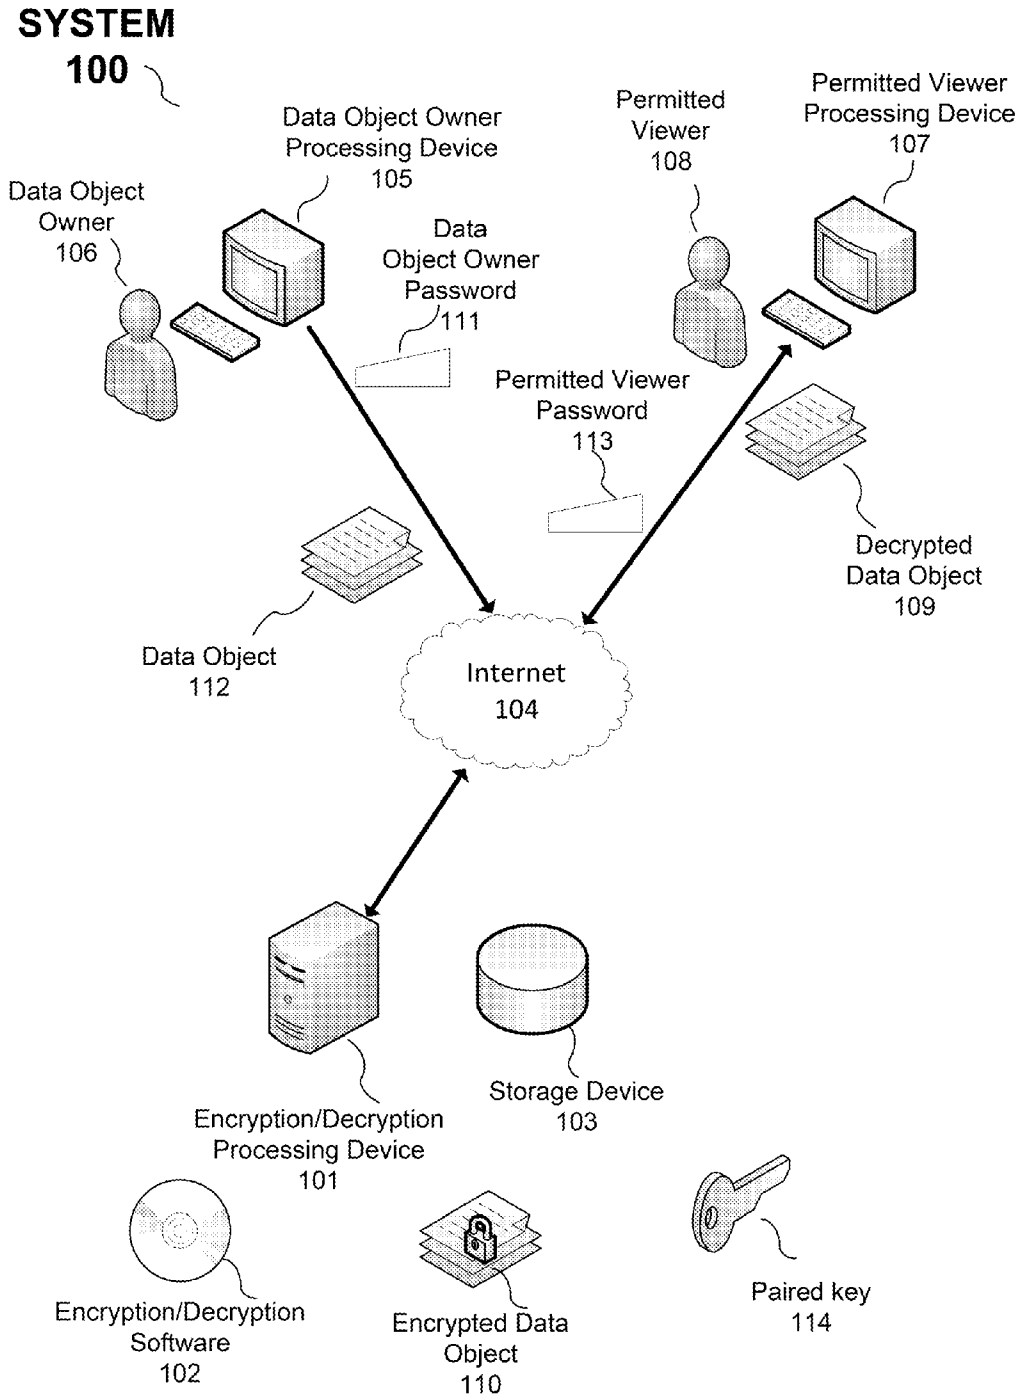 SYSTEM
100
Data Object Owner
Processing Device
105
Permitted
Viewer
108
Permitted Viewer
Processing Device
107
Data Object
Owner
106
Data
Object Owner
Password
111
Permitted Viewer
Password
113
Decrypted
Data Object
109
Data Object
112
Internet
104
Storage Device
103
Encryption/Decryption
Processing Device
101
Encryption/Decryption
Software
102
Encrypted Data
Object
110
Paired key
114